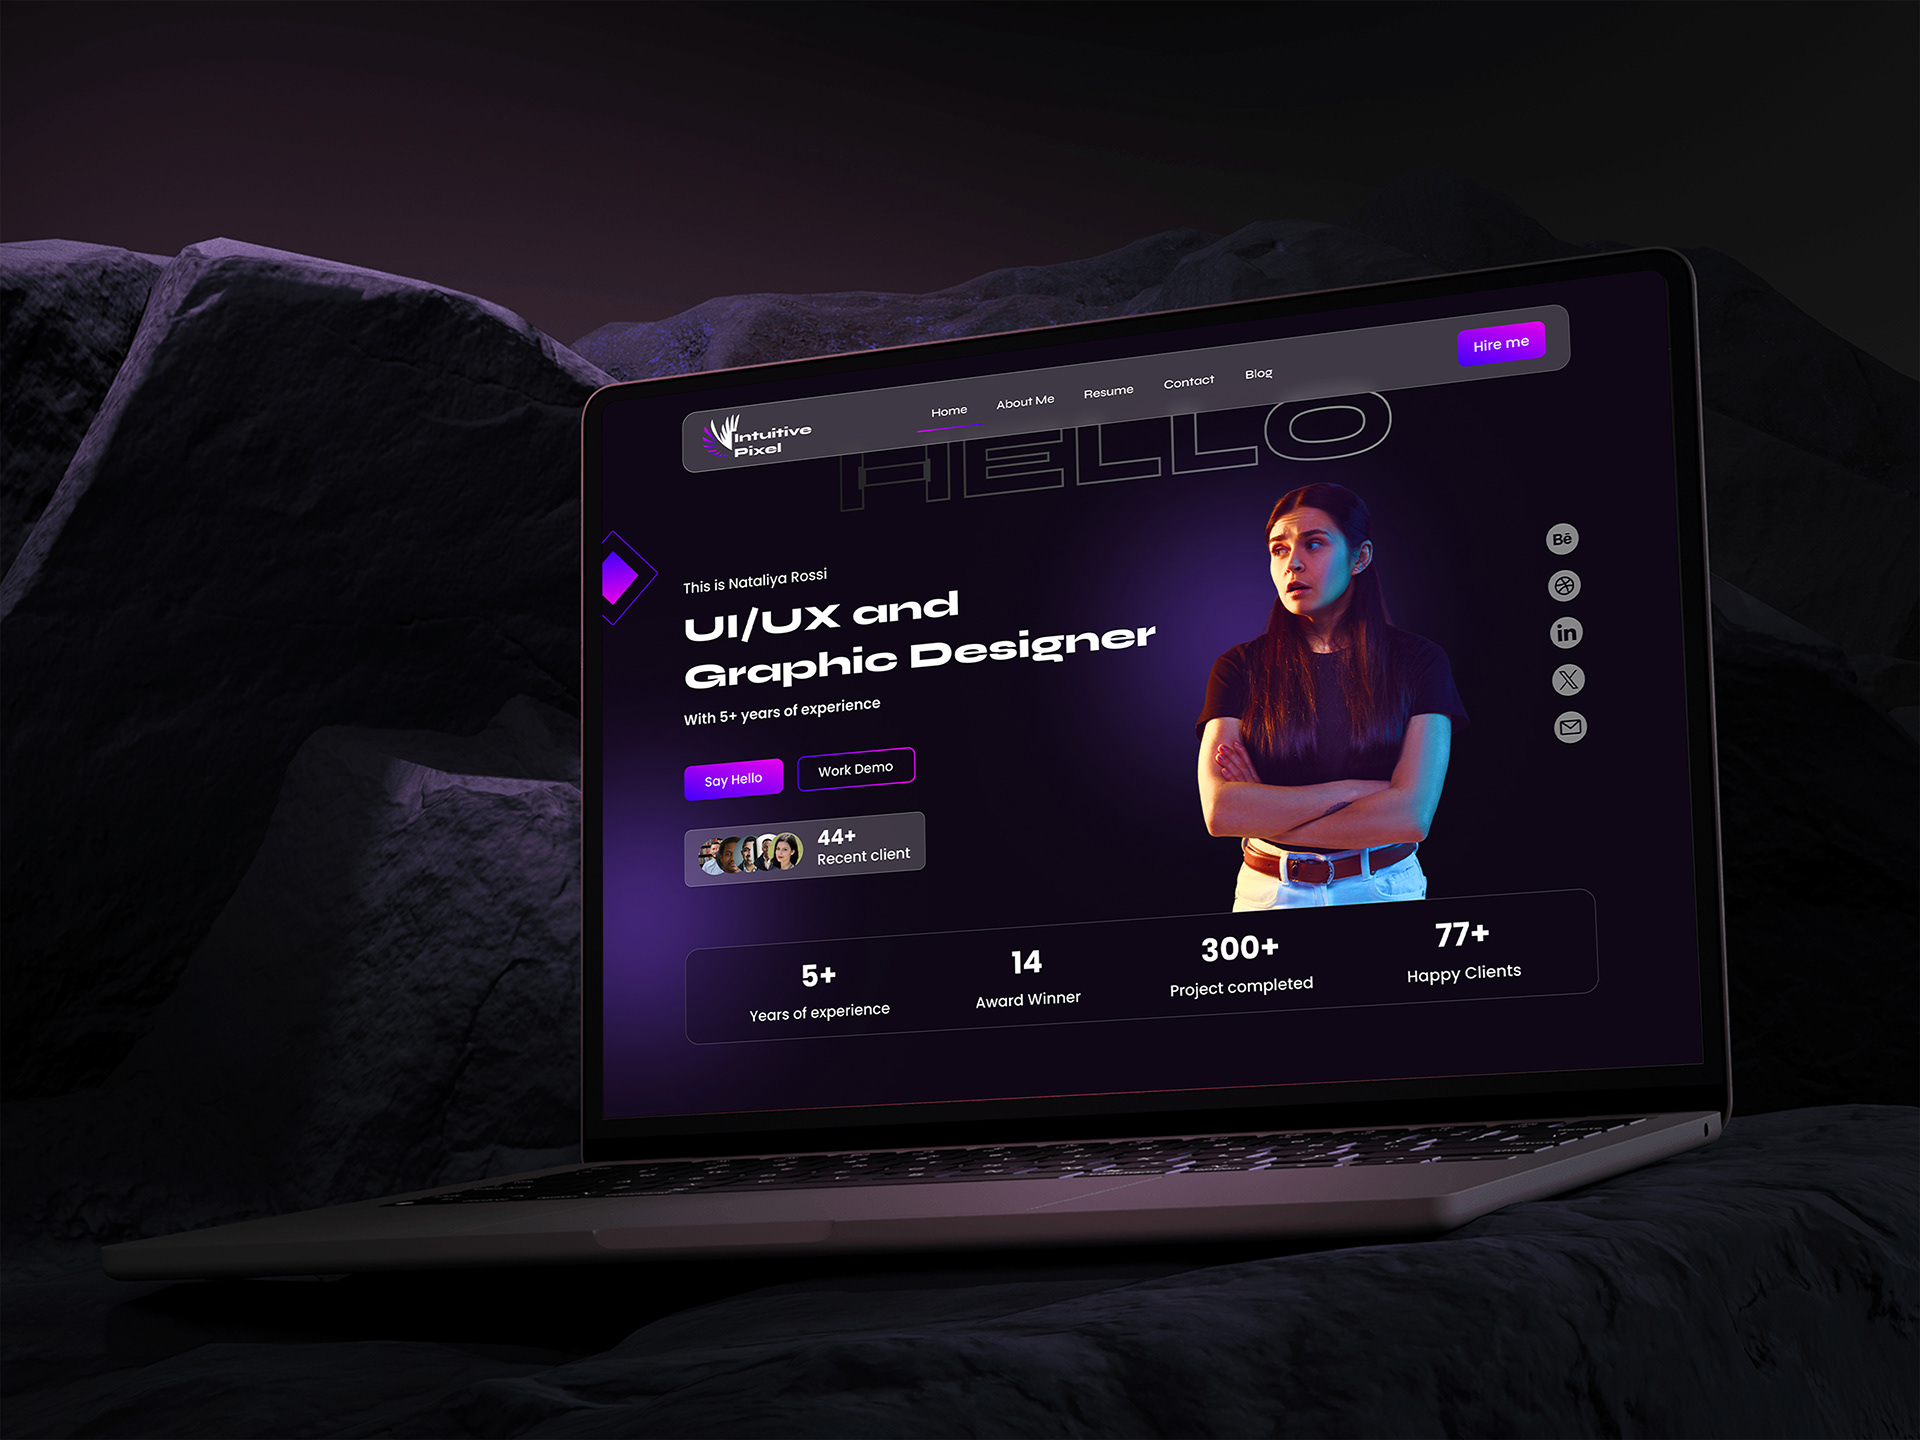 Intuitive
Pixel
Home
About Me
Resume
Contact
Blog
Hire me
HELLO
This is Nataliya Rossi
UI/UX and
Graphic Designer
With 5+ years of experience
Say Hello
Work Demo
44+
Recent client
Bē
in
X
5+
Years of experience
14
Award Winner
300+
Project completed
77+
Happy Clients